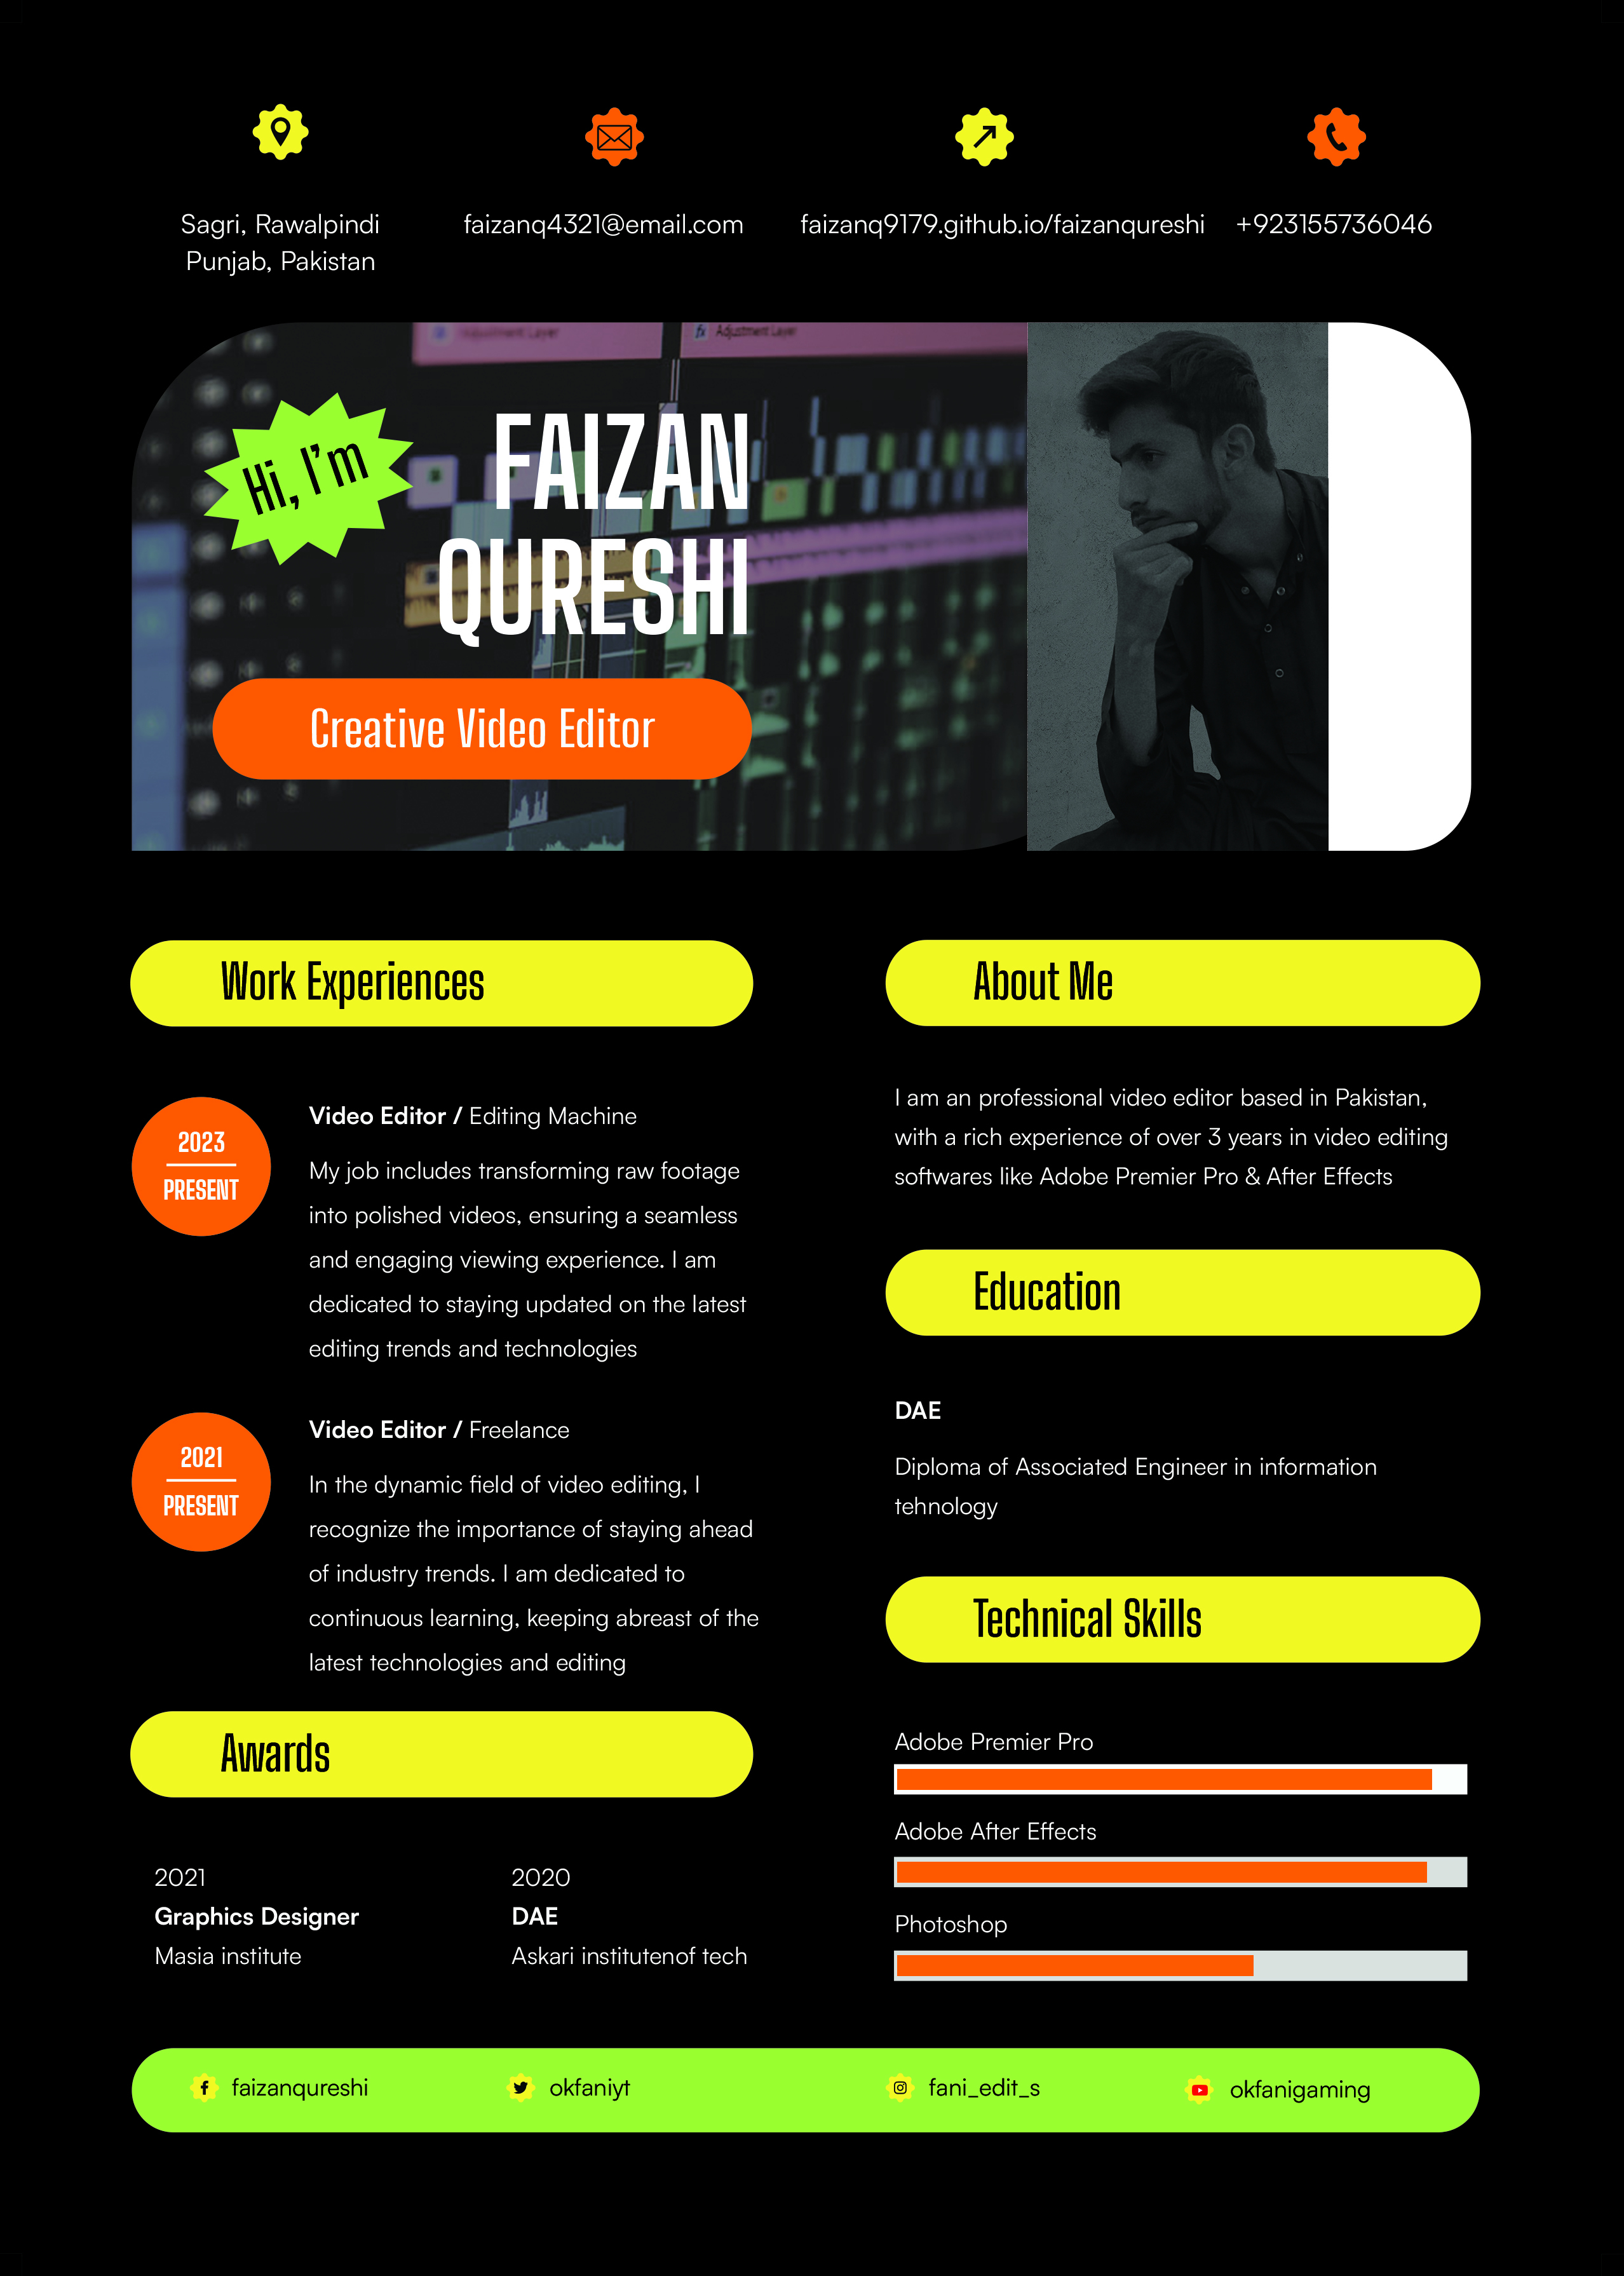 Sagri, Rawalpindi
Punjab, Pakistan
faizanq4321@email.com
faizanq9179.github.io/faizanqureshi
+923155736046
Adjustment Layer
fx Adjustment Layer
Hi, I'm
FAIZAN
QURESHI
Creative Video Editor
Work Experiences
2023
PRESENT
Video Editor / Editing Machine
My job includes transforming raw footage
into polished videos, ensuring a seamless
and engaging viewing experience. I am
dedicated to staying updated on the latest
editing trends and technologies
2021
PRESENT
Video Editor / Freelance
In the dynamic field of video editing, I
recognize the importance of staying ahead
of industry trends. I am dedicated to
continuous learning, keeping abreast of the
latest technologies and editing
Awards
2021
Graphics Designer
Masia institute
2020
DAE
Askari institutenof tech
About Me
I am an professional video editor based in Pakistan,
with a rich experience of over 3 years in video editing
softwares like Adobe Premier Pro & After Effects
Education
DAE
Diploma of Associated Engineer in information
tehnology
Technical Skills
Adobe Premier Pro
Adobe After Effects
Photoshop
faizanqureshi
okfaniyt
fani_edit_s
okfanigaming